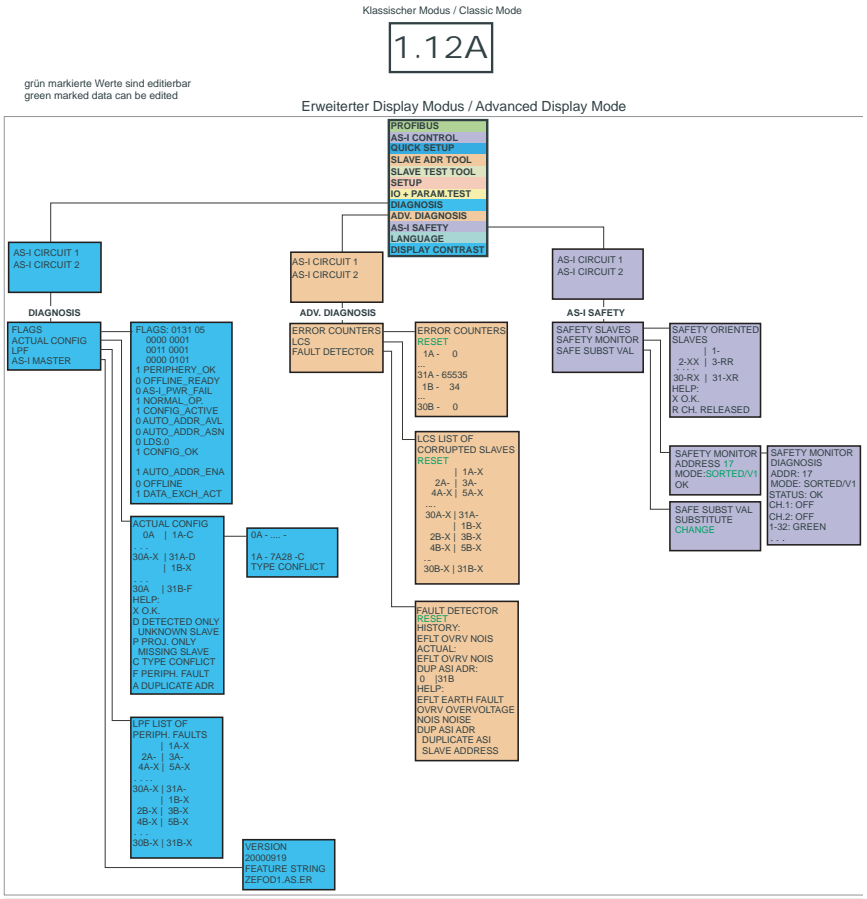 Klassischer Modus / Classic Mode
1.12A
grün markierte Werte sind editierbar
green marked data can be edited
Erweiterter Display Modus / Advanced Display Mode
PROFIBUS
AS-I CONTROL
QUICK SETUP
SLAVE ADR TOOL
SLAVE TEST TOOL
SETUP
IO + PARAM.TEST
DIAGNOSIS
ADV. DIAGNOSIS
AS-I SAFETY
LANGUAGE
DISPLAY CONTRAST
AS-I CIRCUIT 1
AS-I CIRCUIT 2
DIAGNOSIS
FLAGS
ACTUAL CONFIG
LPF
AS-I MASTER
FLAGS: 0131 05
0000 0001
0011 0001
0000 0101
1 PERIPHERY_OK
0 OFFLINE_READY
0 AS-I_PWR_FAIL
1 NORMAL_OP.
1 CONFIG_ACTIVE
0 AUTO_ADDR_AVL
0 AUTO_ADDR_ASN
0 LDS.0
1 CONFIG_OK
1 AUTO_ADDR_ENA
0 OFFLINE
1 DATA_EXCH_ACT
ACTUAL CONFIG
0A | 1A-C
. . .
30A-X | 31A-D
| 1B-X
. . .
30A | 31B-F
HELP:
X O.K.
D DETECTED ONLY
UNKNOWN SLAVE
P PROJ. ONLY
MISSING SLAVE
C TYPE CONFLICT
F PERIPH. FAULT
A DUPLICATE ADR
0A - .... -
1A - 7A28 -C
TYPE CONFLICT
LPF LIST OF
PERIPH. FAULTS
| 1A-X
2A- | 3A-
4A-X | 5A-X
. . . .
30A-X | 31A-
| 1B-X
2B-X | 3B-X
4B-X | 5B-X
. . .
30B-X | 31B-X
VERSION
20000919
FEATURE STRING
ZEFOD1.AS.ER
AS-I CIRCUIT 1
AS-I CIRCUIT 2
ADV. DIAGNOSIS
ERROR COUNTERS
LCS
FAULT DETECTOR
ERROR COUNTERS
RESET
1A - 0
...
31A - 65535
1B - 34
...
30B - 0
LCS LIST OF
CORRUPTED SLAVES
RESET
| 1A-X
2A- | 3A-
4A-X | 5A-X
....
30A-X | 31A-
| 1B-X
2B-X | 3B-X
4B-X | 5B-X
...
30B-X | 31B-X
FAULT DETECTOR
RESET
HISTORY:
EFLT OVRV NOIS
ACTUAL:
EFLT OVRV NOIS
DUP ASI ADR:
0 |31B
HELP:
EFLT EARTH FAULT
OVRV OVERVOLTAGE
NOIS NOISE
DUP ASI ADR
DUPLICATE ASI
SLAVE ADDRESS
AS-I CIRCUIT 1
AS-I CIRCUIT 2
AS-I SAFETY
SAFETY SLAVES
SAFETY MONITOR
SAFE SUBST VAL
SAFETY ORIENTED
SLAVES
| 1-
2-XX | 3-RR
. . . .
30-RX | 31-XR
HELP:
X O.K.
R CH. RELEASED
SAFETY MONITOR
ADDRESS 17
MODE:SORTED/V1
OK
SAFETY MONITOR
DIAGNOSIS
ADDR: 17
MODE: SORTED/V1
STATUS: OK
CH.1: OFF
CH.2: OFF
1-32: GREEN
. . .
SAFE SUBST VAL
SUBSTITUTE
CHANGE